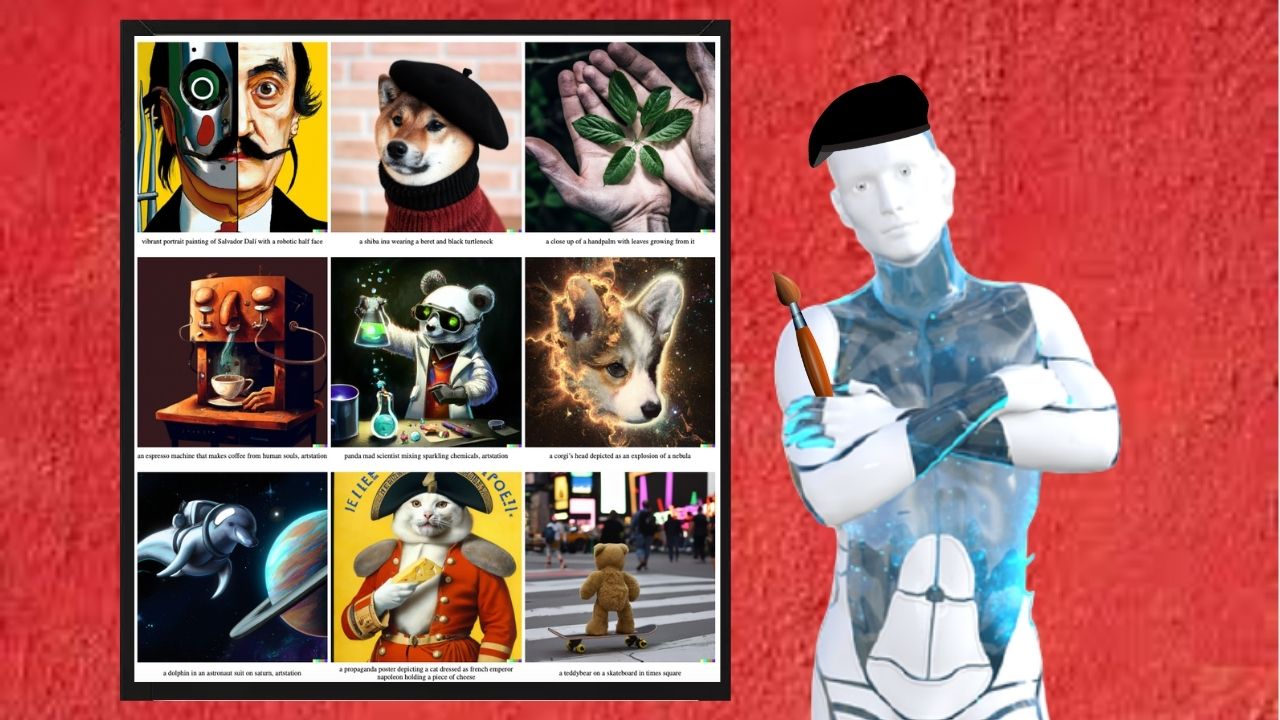 vibrant portrait painting of Salvador Dalí with a robotic half face
a shiba inu wearing a beret and black turtleneck
a close up of a handpalm with leaves growing from it
an espresso machine that makes coffee from human souls, artstation
panda mad scientist mixing sparkling chemicals, artstation
a corgi's head depicted as an explosion of a nebula
a dolphin in an astronaut suit on saturn, artstation
a propaganda poster depicting a cat dressed as french emperor
napoleon holding a piece of cheese
a teddybear on a skateboard in times square